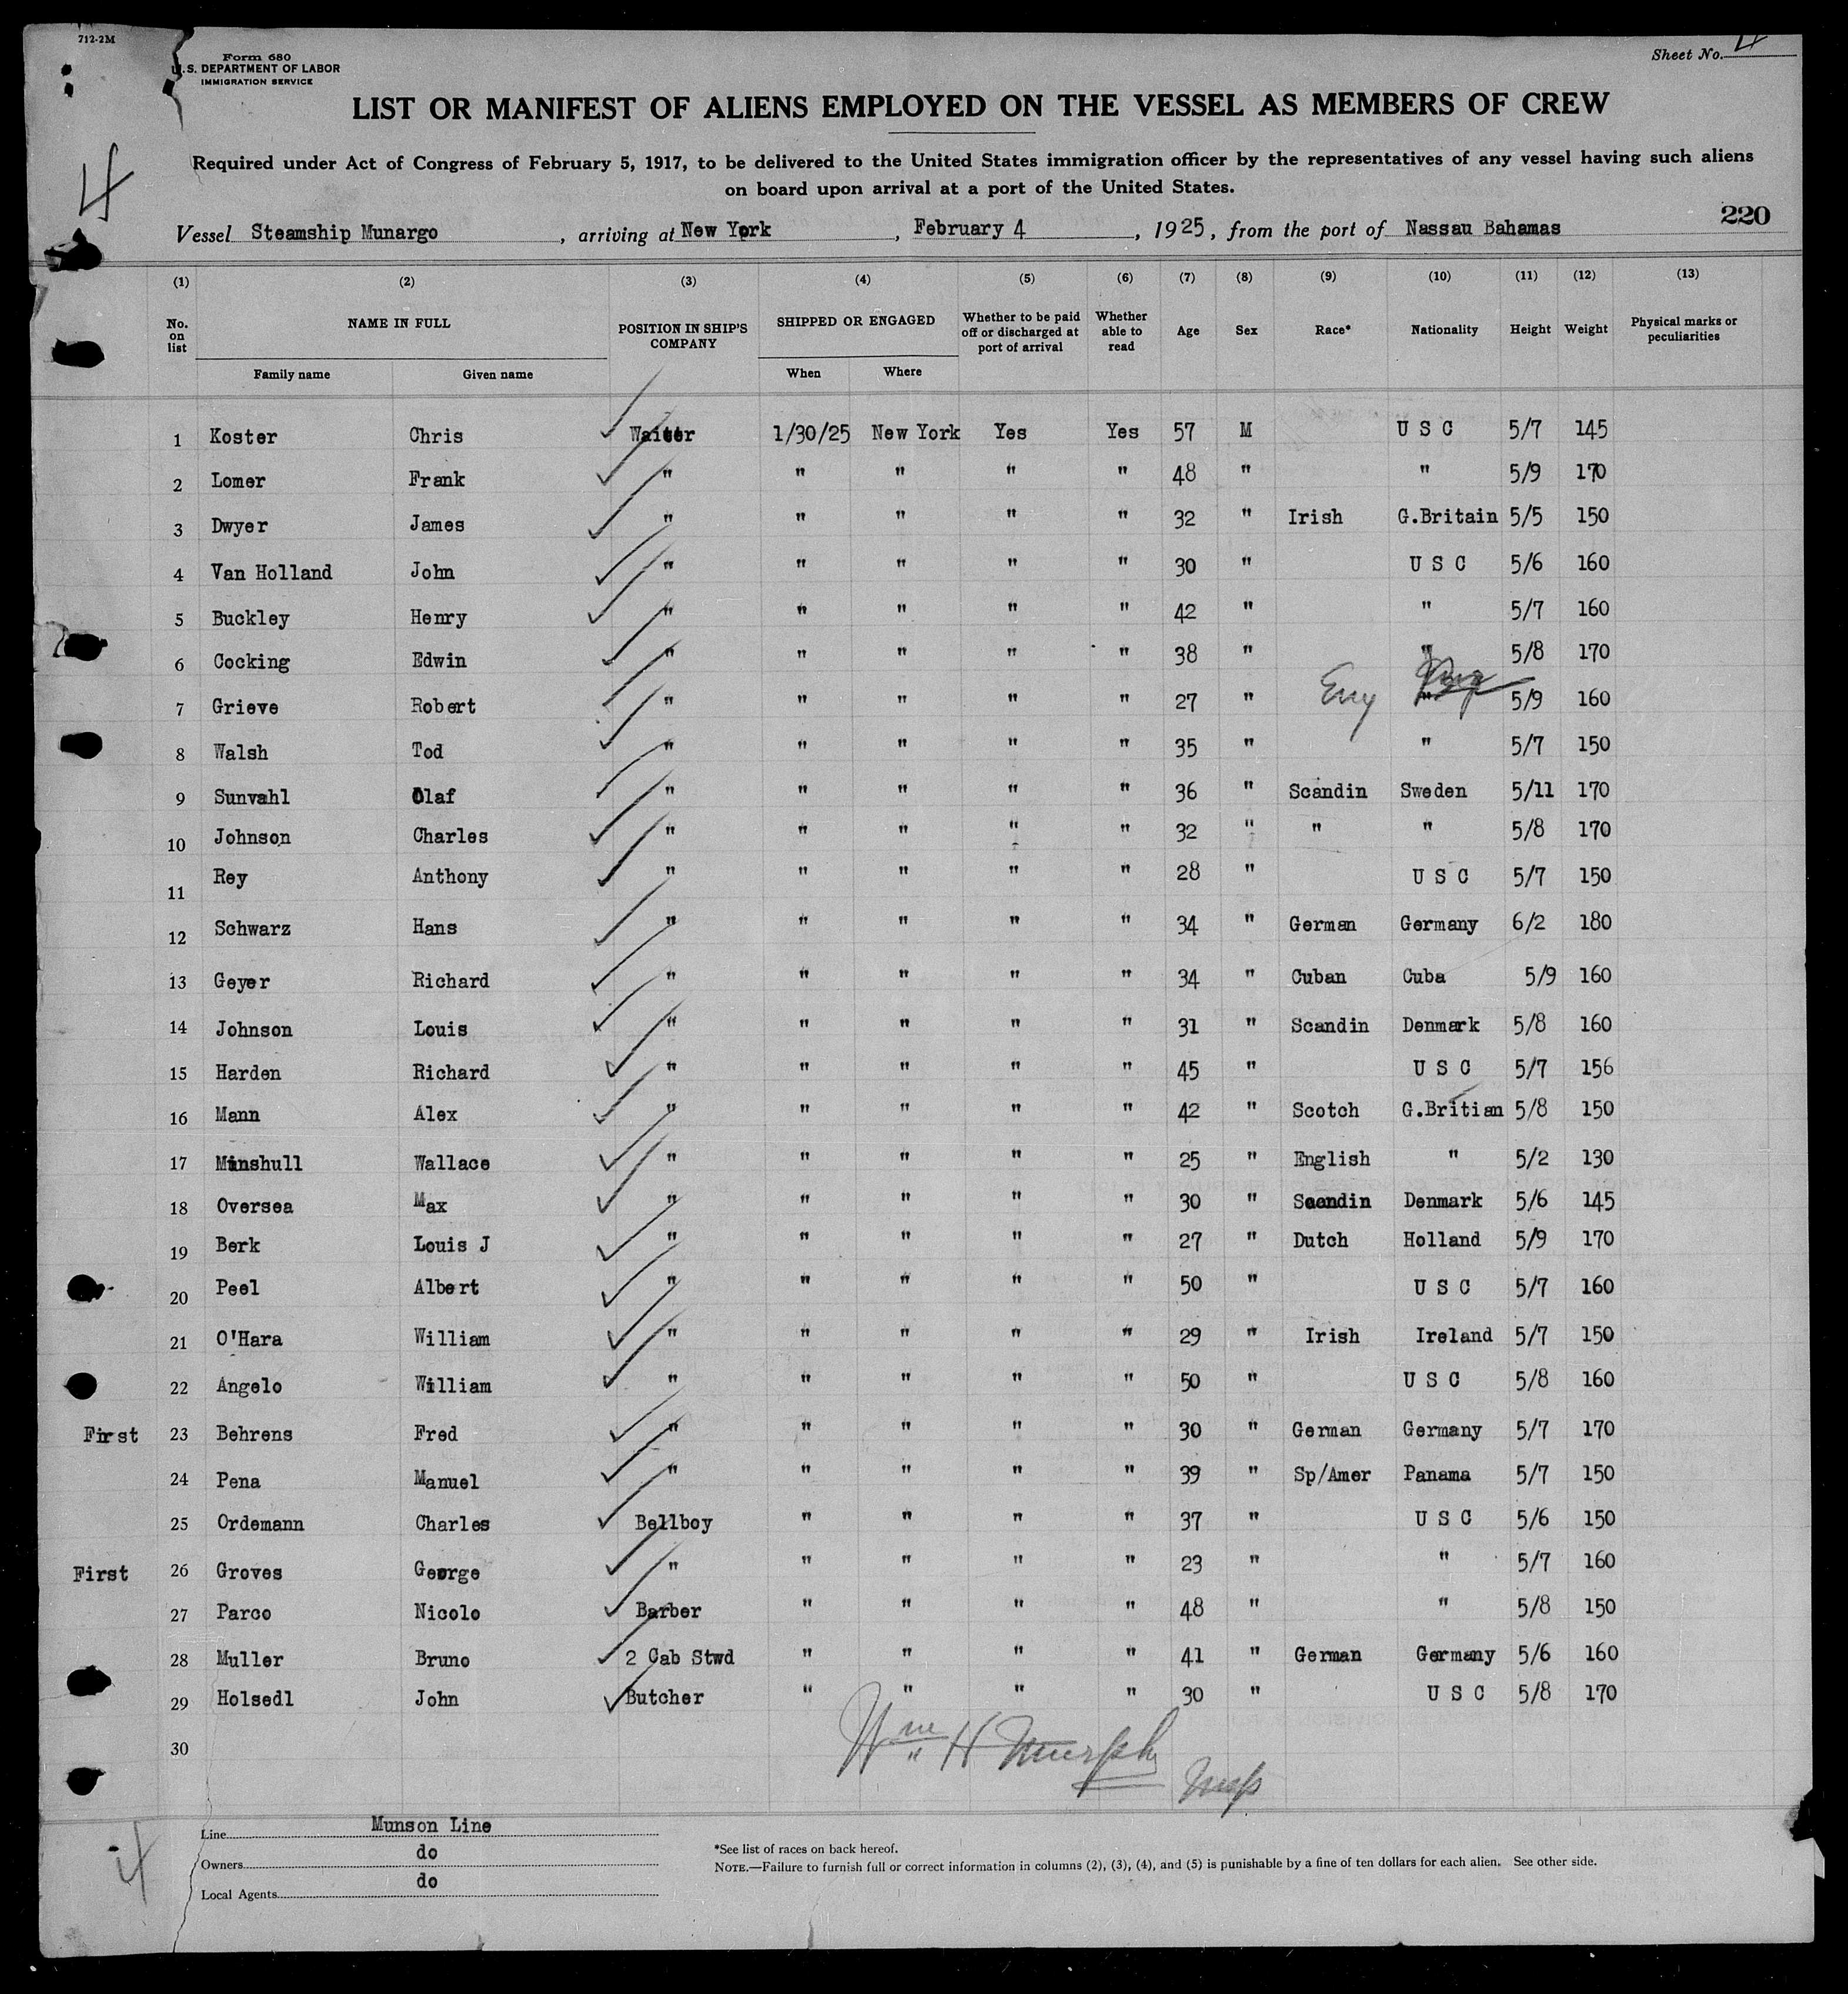 712-2M
Form 680
U.S. DEPARTMENT OF LABOR
IMMIGRATION SERVICE
Sheet No. 4
LIST OR MANIFEST OF ALIENS EMPLOYED ON THE VESSEL AS MEMBERS OF CREW
4
Required under Act of Congress of February 5, 1917, to be delivered to the United States immigration officer by the representatives of any vessel having such aliens
on board upon arrival at a port of the United States.
220
Vessel Steamship Munargo, arriving at New York, February 4, 1925, from the port of Nassau Bahamas
(1) (2) (3) (4) (5) (6) (7) (8) (9) (10) (11) (12) (13)
No. on list NAME IN FULL POSITION IN SHIP'S COMPANY SHIPPED OR ENGAGED Whether to be paid off or discharged at port of arrival Whether able to read Age Sex Race* Nationality Height Weight Physical marks or peculiarities
Family name Given name When Where
1 Koster Chris Waiter 1/30/25 New York Yes Yes 57 M U S C 5/7 145
2 Lomer Frank " " " " " 48 " " 5/9 170
3 Dwyer James " " " " " 32 " Irish G.Britain 5/5 150
4 Van Holland John " " " " " 30 " U S C 5/6 160
5 Buckley Henry " " " " " 42 " " 5/7 160
6 Cocking Edwin " " " " " 38 " " 5/8 170
7 Grieve Robert " " " " " 27 " Eng " 5/9 160
8 Walsh Tod " " " " " 35 " " 5/7 150
9 Sunvahl Olaf " " " " " 36 " Scandin Sweden 5/11 170
10 Johnson Charles " " " " " 32 " " " 5/8 170
11 Rey Anthony " " " " " 28 " U S C 5/7 150
12 Schwarz Hans " " " " " 34 " German Germany 6/2 180
13 Geyer Richard " " " " " 34 " Cuban Cuba 5/9 160
14 Johnson Louis " " " " " 31 " Scandin Denmark 5/8 160
15 Harden Richard " " " " " 45 " U S C 5/7 156
16 Mann Alex " " " " " 42 " Scotch G.Britian 5/8 150
17 Minshull Wallace " " " " " 25 " English " 5/2 130
18 Oversea Max " " " " " 30 " Scandin Denmark 5/6 145
19 Berk Louis J " " " " " 27 " Dutch Holland 5/9 170
20 Peel Albert " " " " " 50 " U S C 5/7 160
21 O'Hara William " " " " " 29 " Irish Ireland 5/7 150
22 Angelo William " " " " " 50 " U S C 5/8 160
First 23 Behrens Fred " " " " " 30 " German Germany 5/7 170
24 Pena Manuel " " " " " 39 " Sp/Amer Panama 5/7 150
25 Ordemann Charles Bellboy " " " " 37 " U S C 5/6 150
First 26 Groves George " " " " " 23 " " 5/7 160
27 Parco Nicolo Barber " " " " 48 " " 5/8 150
28 Muller Bruno 2 Cab Stwd " " " " 41 " German Germany 5/6 160
29 Holsedl John Butcher " " " " 30 " U S C 5/8 170
30
Wm H Murphy
Insp
Line Munson Line
Owners do
Local Agents do
4
*See list of races on back hereof.
NOTE.—Failure to furnish full or correct information in columns (2), (3), (4), and (5) is punishable by a fine of ten dollars for each alien. See other side.